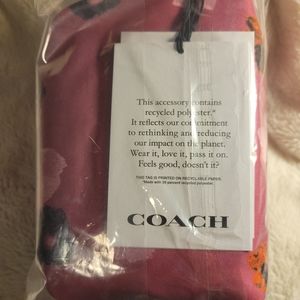 This accessory contains
recycled polyester.*
It reflects our commitment
to rethinking and reducing
our impact on the planet.
Wear it, love it, pass it on.
Feels good, doesn't it?
THIS TAG IS PRINTED ON RECYCLABLE PAPER.
*Made with 38 percent recycled polyester.
COACH